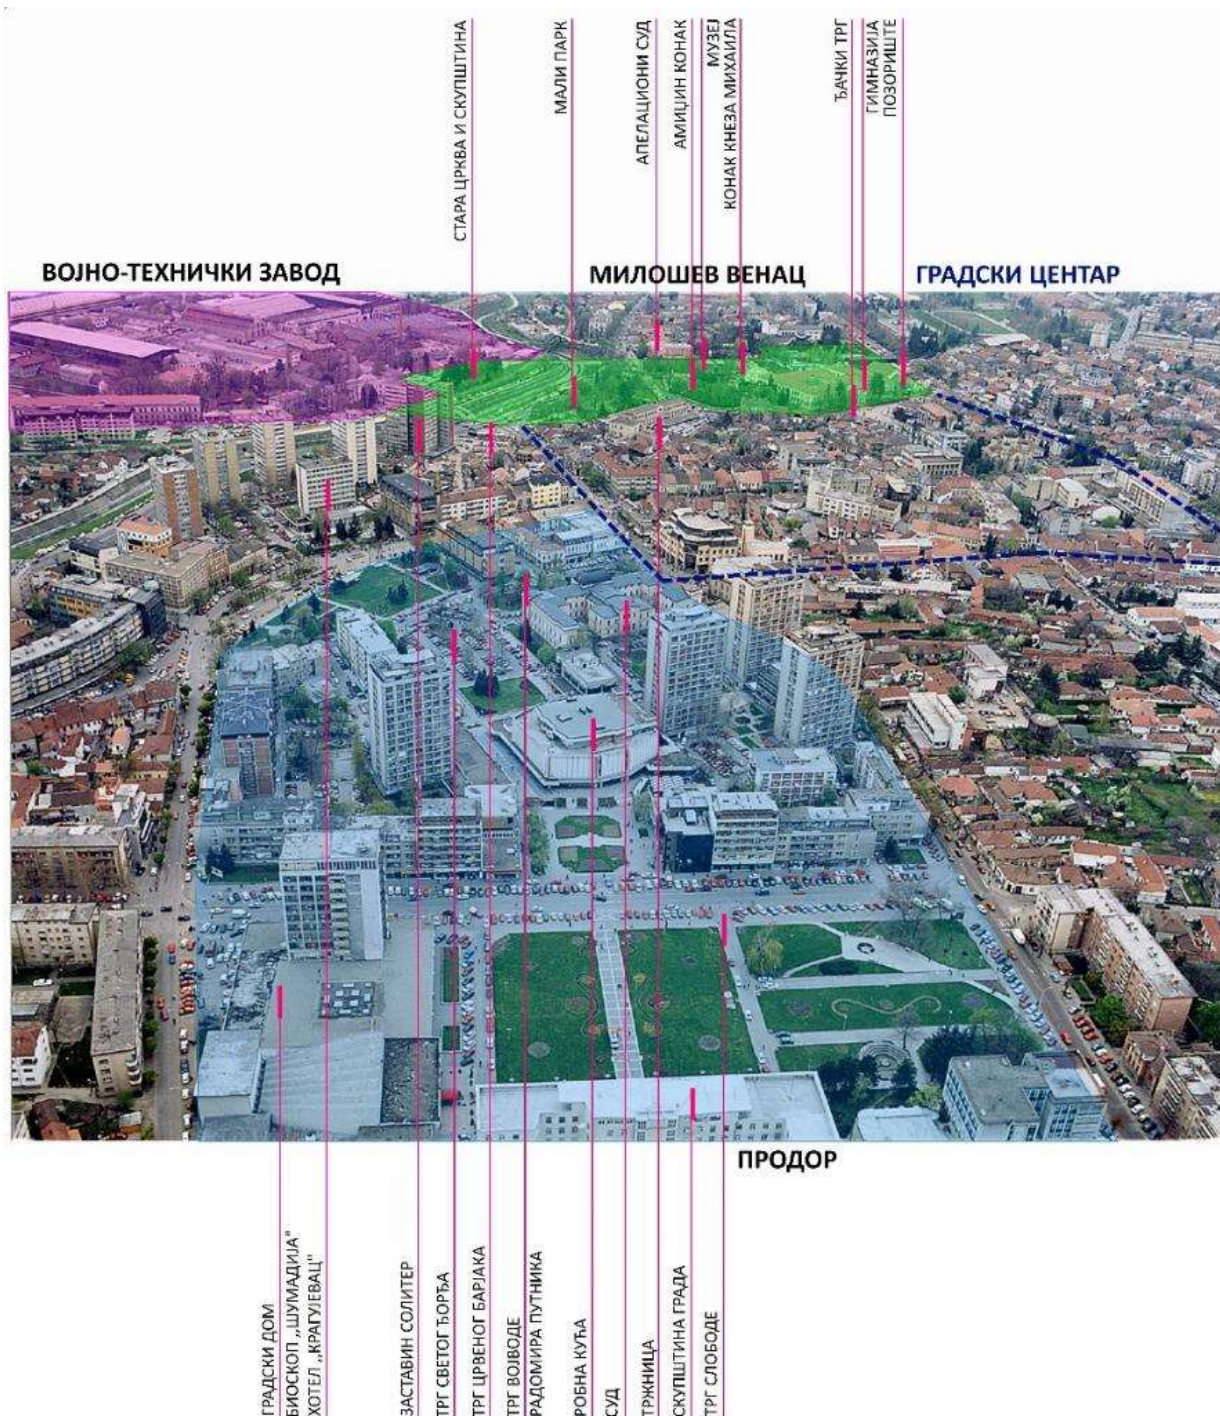 СТАРА ЦРКВА И СКУПШТИНА
МАЛИ ПАРК
АПЕЛАЦИОНИ СУД
АМИЏИН КОНАК
МУЗЕЈ
КОНАК КНЕЗА МИХАИЛА
ЂАЧКИ ТРГ
ГИМНАЗИЈА
ПОЗОРИШТЕ
ВОЈНО-ТЕХНИЧКИ ЗАВОД
МИЛОШЕВ ВЕНАЦ
ГРАДСКИ ЦЕНТАР
ПРОДОР
ГРАДСКИ ДОМ
БИОСКОП „ШУМАДИЈА"
ХОТЕЛ „КРАГУЈЕВАЦ"
ЗАСТАВИН СОЛИТЕР
ТРГ СВЕТОГ ЂОРЂА
ТРГ ЦРВЕНОГ БАРЈАКА
ТРГ ВОЈВОДЕ
РАДОМИРА ПУТНИКА
РОБНА КУЋА
СУД
ТРЖНИЦА
СКУПШТИНА ГРАДА
ТРГ СЛОБОДЕ